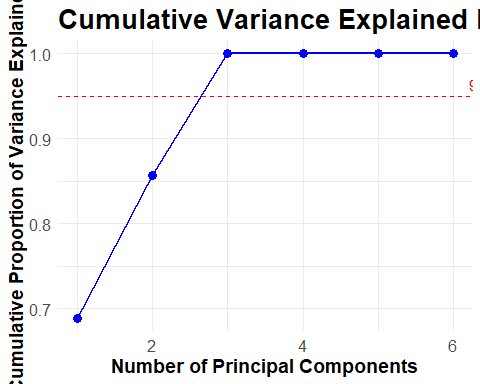 Cumulative Variance Explained
Cumulative Proportion of Variance
1.0
0.9
0.8
0.7
2
4
6
Number of Principal Components